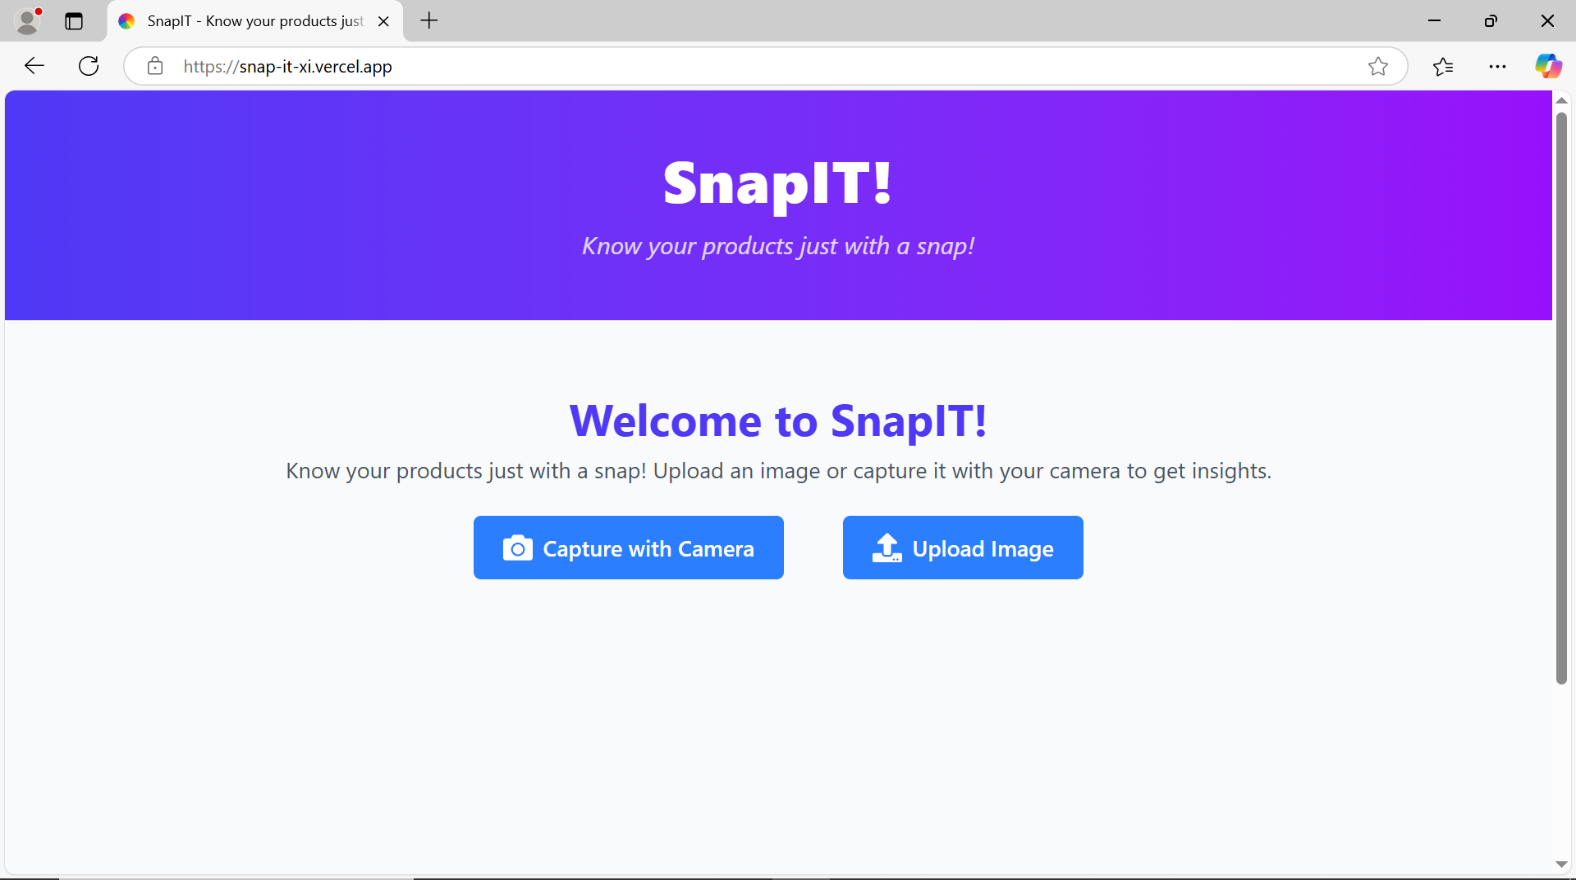 SnapIT - Know your products just
https://snap-it-xi.vercel.app
SnapIT!
Know your products just with a snap!
Welcome to SnapIT!
Know your products just with a snap! Upload an image or capture it with your camera to get insights.
Capture with Camera
Upload Image